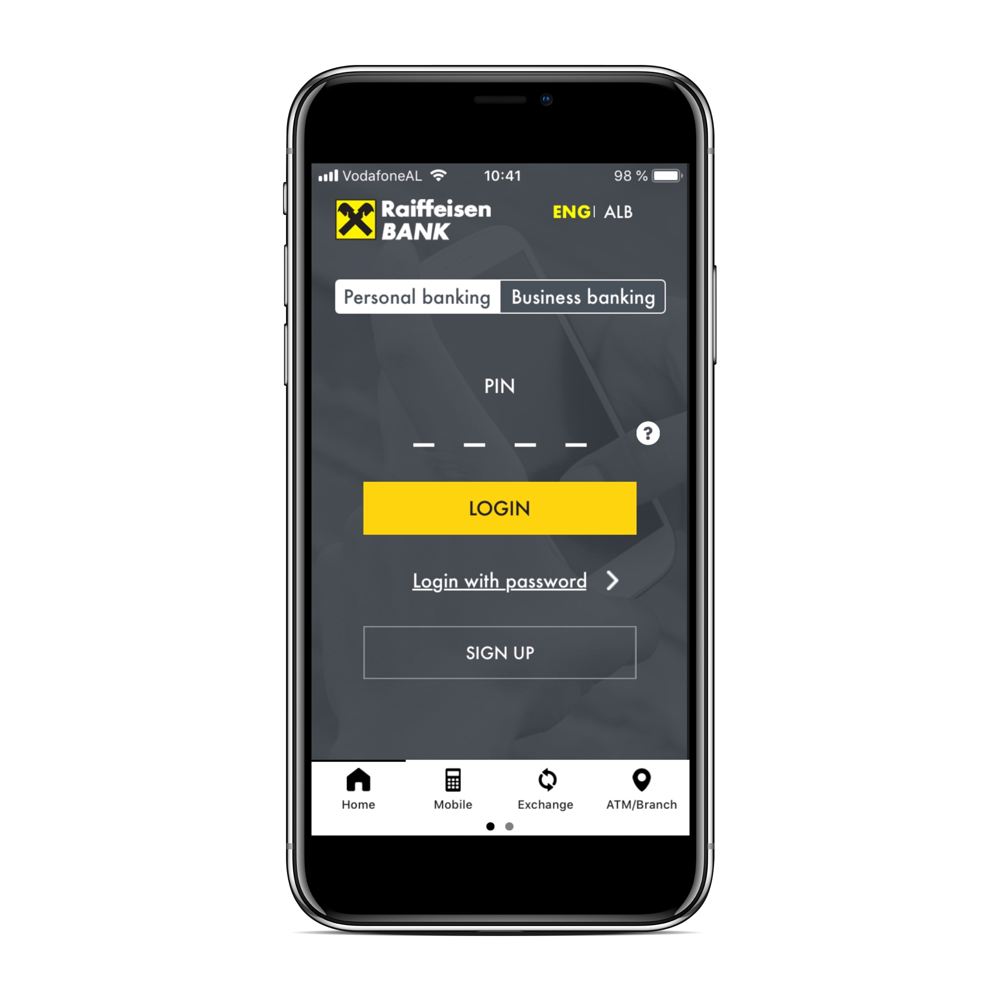 VodafoneAL 10:41 98 %
Raiffeisen
BANK
ENG| ALB
Personal banking Business banking
PIN
?
LOGIN
Login with password
SIGN UP
Home Mobile Exchange ATM/Branch